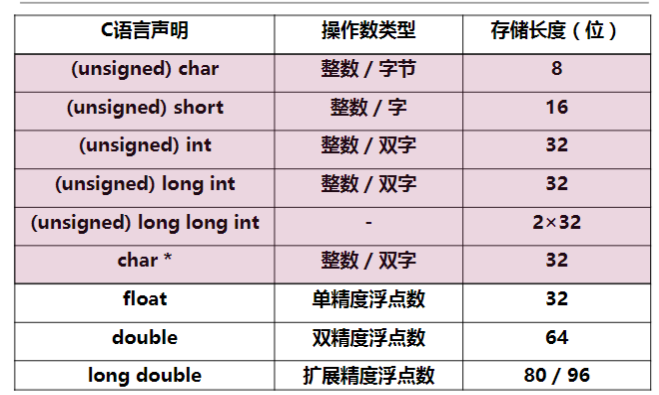 C语言声明 操作数类型 存储长度（位）
(unsigned) char 整数 / 字节 8
(unsigned) short 整数 / 字 16
(unsigned) int 整数 / 双字 32
(unsigned) long int 整数 / 双字 32
(unsigned) long long int - 2×32
char * 整数 / 双字 32
float 单精度浮点数 32
double 双精度浮点数 64
long double 扩展精度浮点数 80 / 96